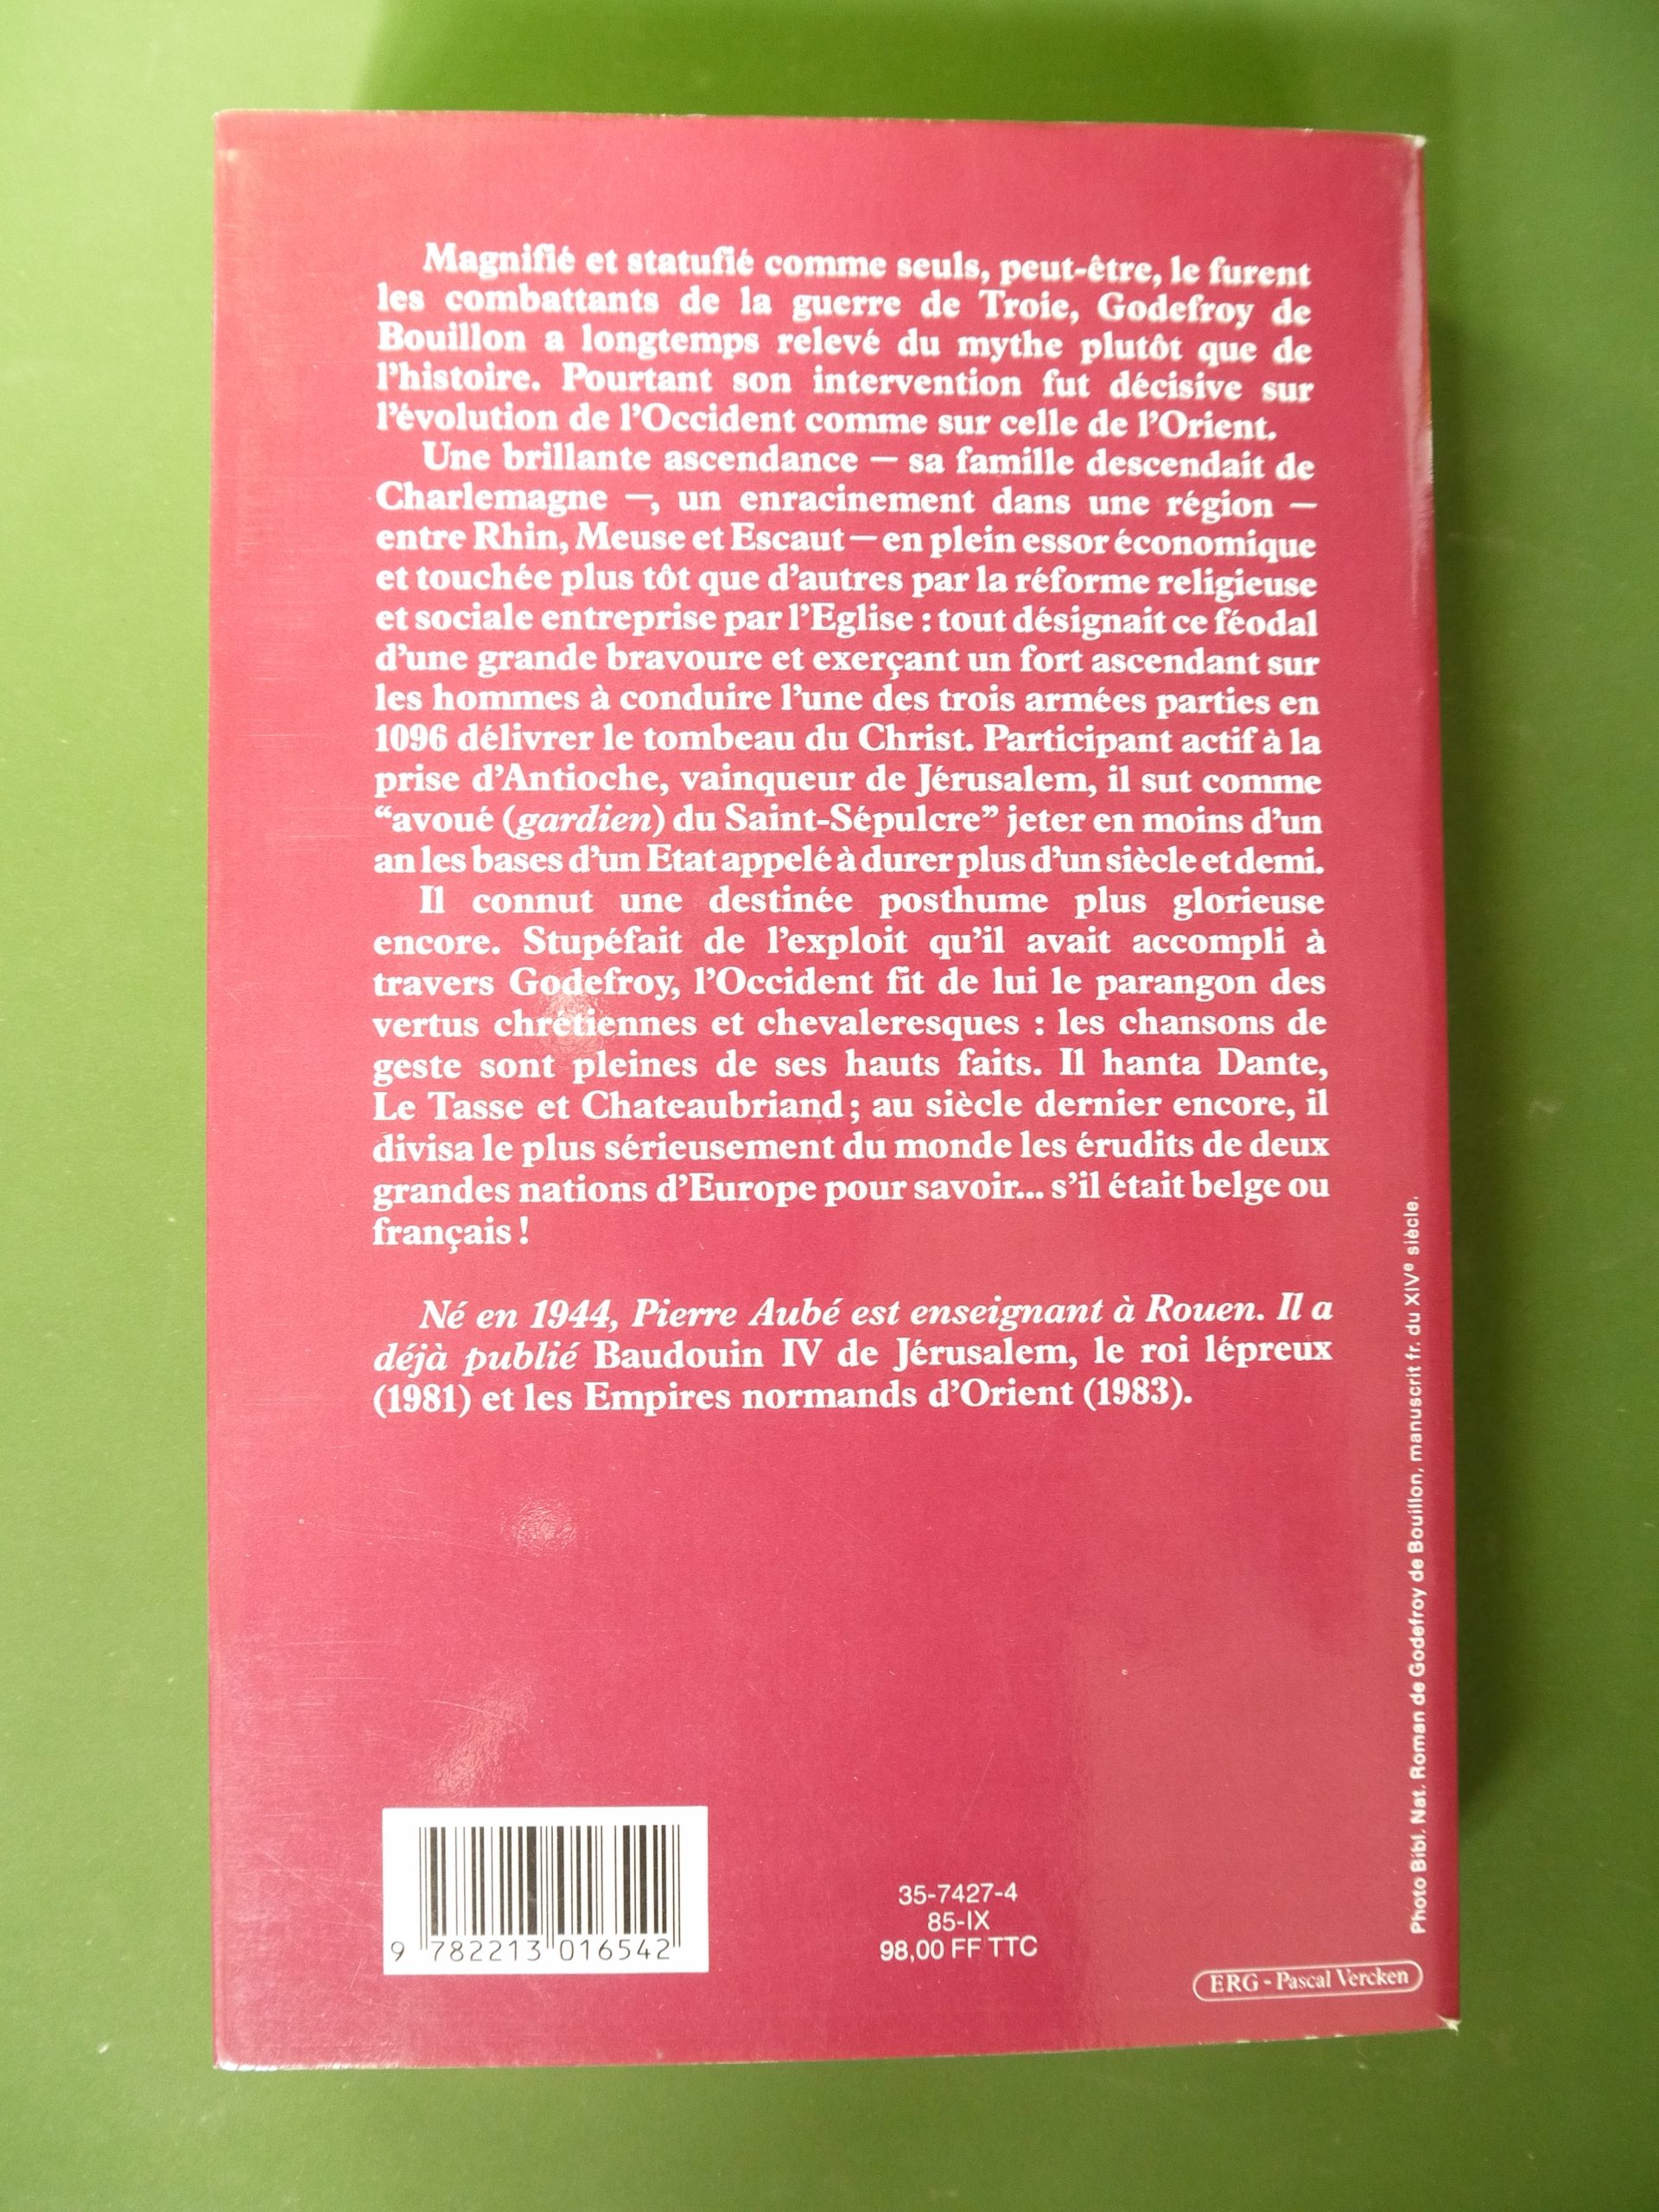 Magnifié et statufié comme seuls, peut-être, le furent
les combattants de la guerre de Troie, Godefroy de
Bouillon a longtemps relevé du mythe plutôt que de
l'histoire. Pourtant son intervention fut décisive sur
l'évolution de l'Occident comme sur celle de l'Orient.
Une brillante ascendance — sa famille descendait de
Charlemagne —, un enracinement dans une région —
entre Rhin, Meuse et Escaut — en plein essor économique
et touchée plus tôt que d'autres par la réforme religieuse
et sociale entreprise par l'Eglise : tout désignait ce féodal
d'une grande bravoure et exerçant un fort ascendant sur
les hommes à conduire l'une des trois armées parties en
1096 délivrer le tombeau du Christ. Participant actif à la
prise d'Antioche, vainqueur de Jérusalem, il sut comme
“avoué (gardien) du Saint-Sépulcre” jeter en moins d'un
an les bases d'un Etat appelé à durer plus d'un siècle et demi.
Il connut une destinée posthume plus glorieuse
encore. Stupéfait de l'exploit qu'il avait accompli à
travers Godefroy, l'Occident fit de lui le parangon des
vertus chrétiennes et chevaleresques : les chansons de
geste sont pleines de ses hauts faits. Il hanta Dante,
Le Tasse et Chateaubriand ; au siècle dernier encore, il
divisa le plus sérieusement du monde les érudits de deux
grandes nations d'Europe pour savoir... s'il était belge ou
français !
Né en 1944, Pierre Aubé est enseignant à Rouen. Il a
déjà publié Baudouin IV de Jérusalem, le roi lépreux
(1981) et les Empires normands d'Orient (1983).
Photo Bibl. Nat. Roman de Godefroy de Bouillon, manuscrit fr. du XIVe siècle.
9 782213 016542
35-7427-4
85-IX
98,00 FF TTC
ERG - Pascal Vercken